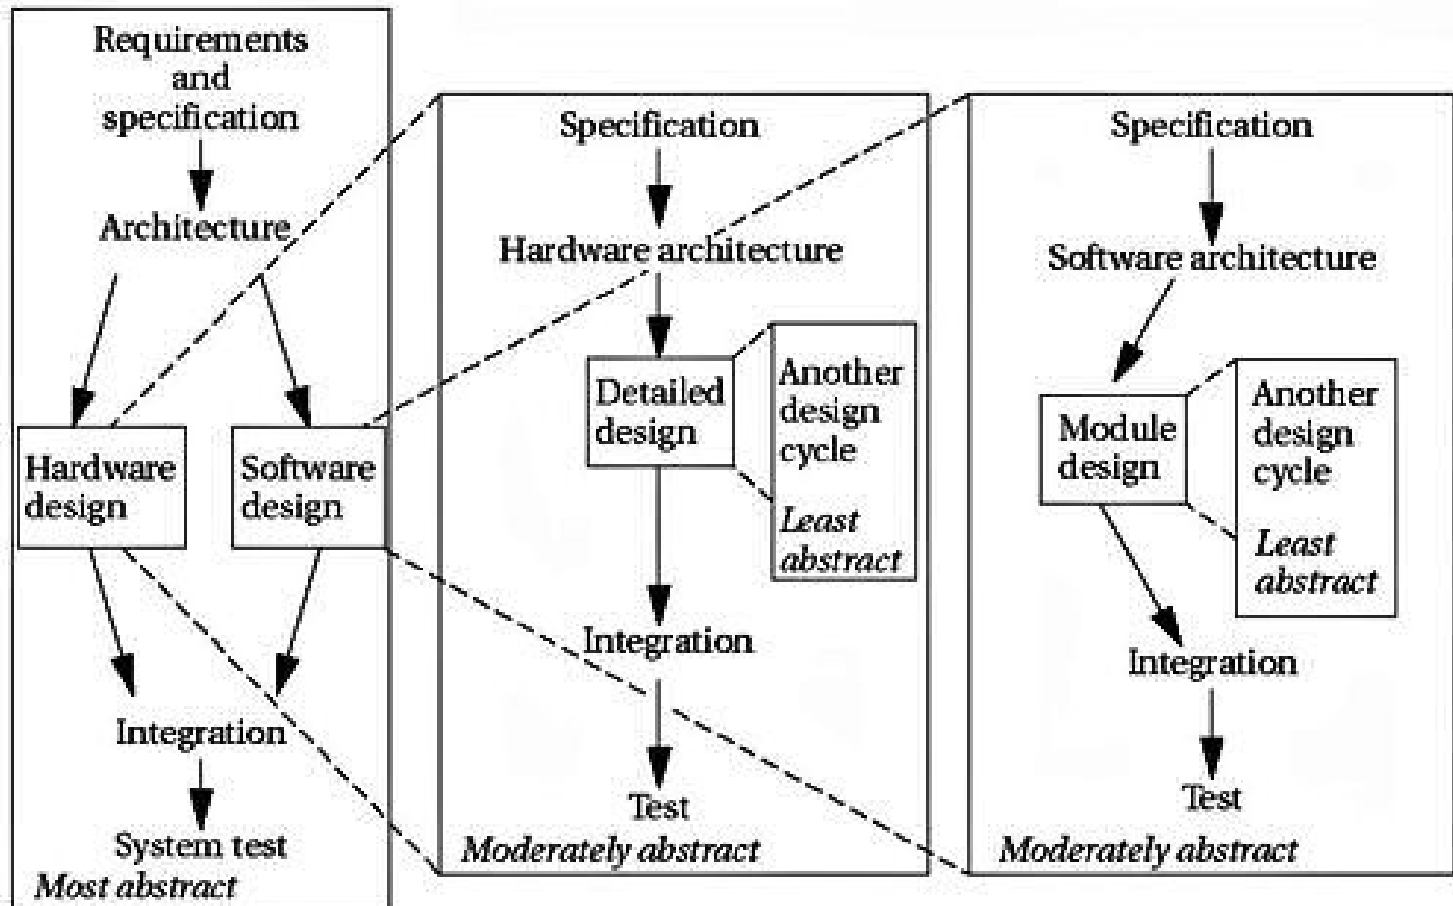 Requirements
and
specification
Architecture
Hardware
design
Software
design
Integration
System test
Most abstract
Specification
Hardware architecture
Detailed
design
Another
design
cycle
Least
abstract
Integration
Test
Moderately abstract
Specification
Software architecture
Module
design
Another
design
cycle
Least
abstract
Integration
Test
Moderately abstract